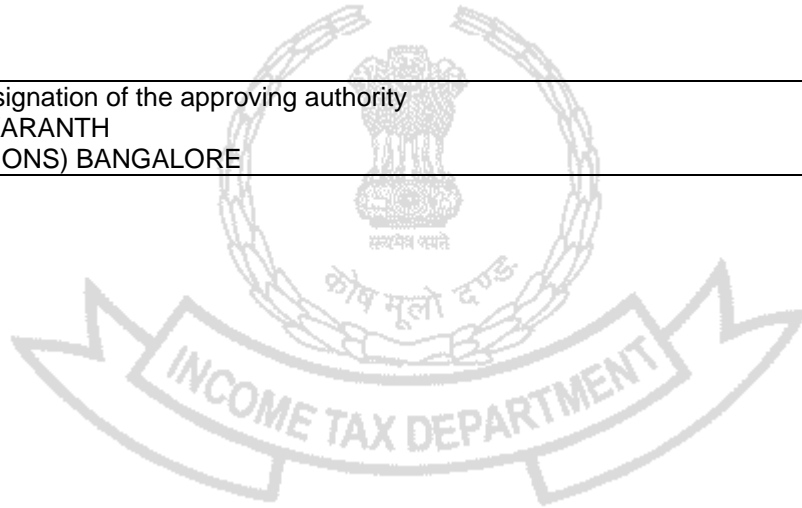 signation of the approving authority
ARANTH
ONS) BANGALORE
सत्यमेव जयते
कोष मूलो दण्डः
INCOME TAX DEPARTMENT